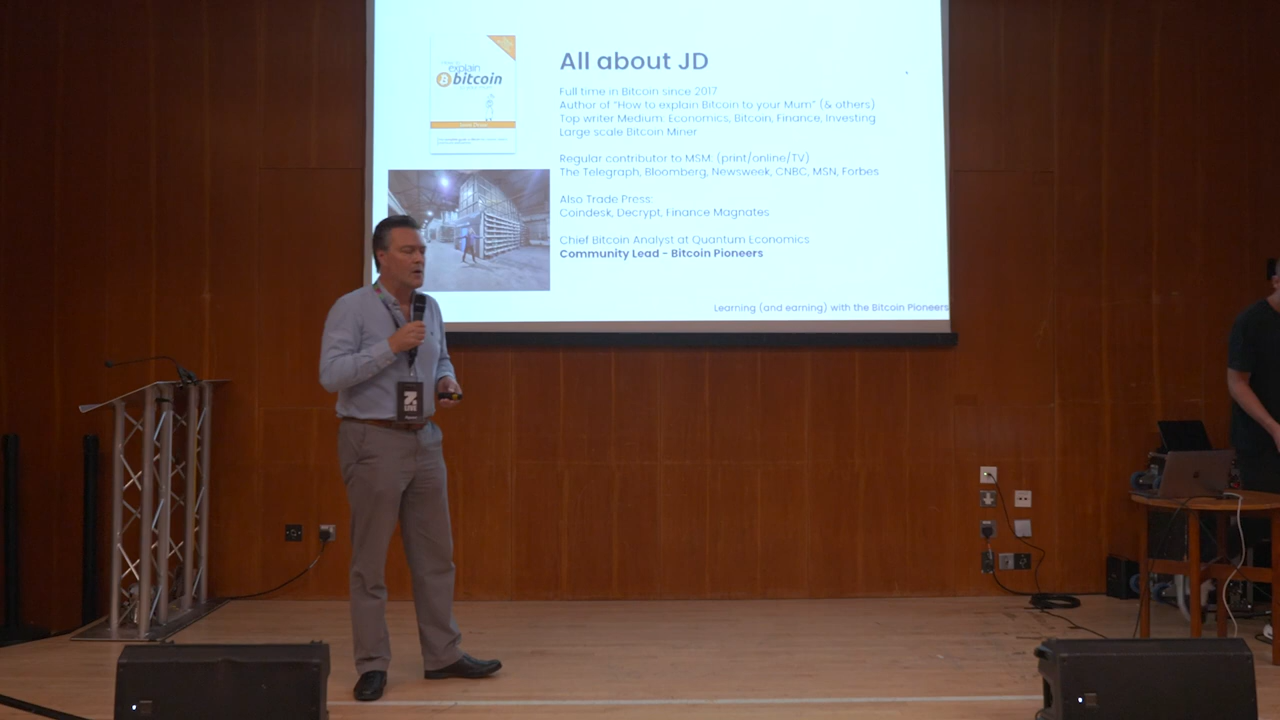 explain
bitcoin
All about JD
Full time in Bitcoin since 2017
Author of "How to explain Bitcoin to your Mum" (& others)
Top writer Medium: Economics, Bitcoin, Finance, Investing
Large scale Bitcoin Miner
Regular contributor to MSM: (print/online/TV)
The Telegraph, Bloomberg, Newsweek, CNBC, MSN, Forbes
Also Trade Press:
Coindesk, Decrypt, Finance Magnates
Chief Bitcoin Analyst at Quantum Economics
Community Lead - Bitcoin Pioneers
Learning (and earning) with the Bitcoin Pioneers
LIVE